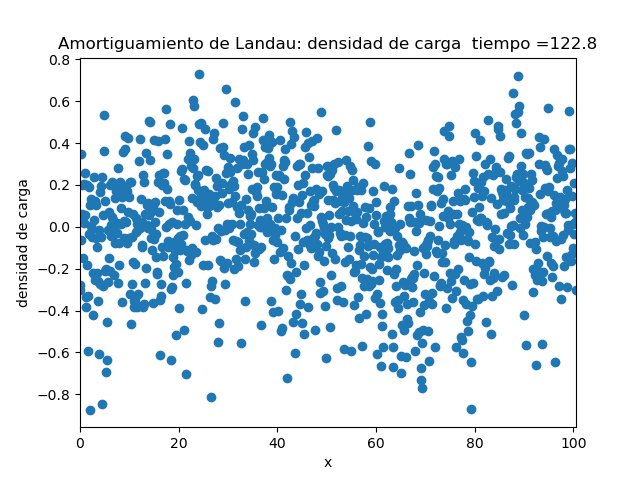 Amortiguamiento de Landau: densidad de carga  tiempo =122.8
0.8
0.6
0.4
0.2
0.0
−0.2
−0.4
−0.6
−0.8
densidad de carga
0 20 40 60 80 100
x